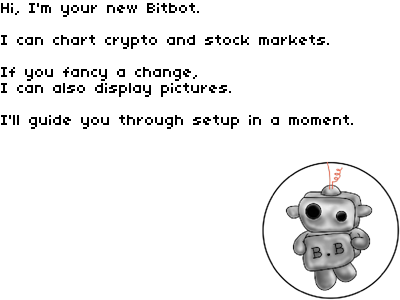 Hi, I'm your new Bitbot.
I can chart crypto and stock markets.
If you fancy a change,
I can also display pictures.
I'll guide you through setup in a moment.
B.B